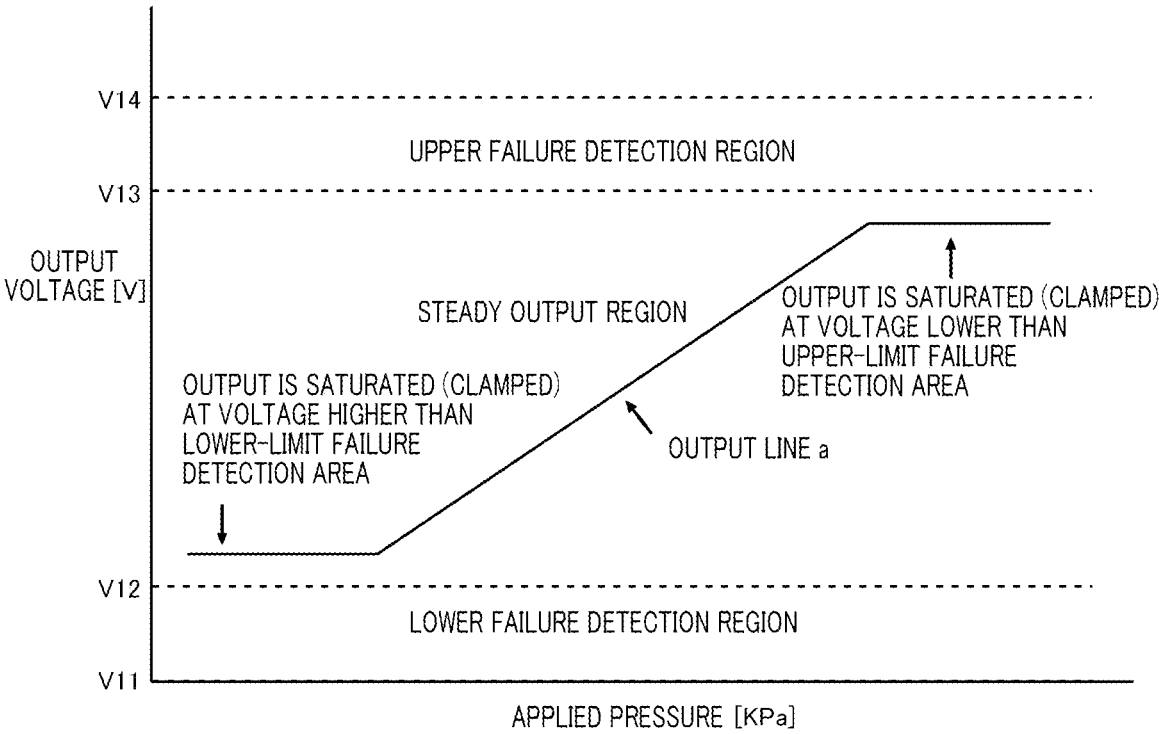 V14
UPPER FAILURE DETECTION REGION
V13
OUTPUT
VOLTAGE [V]
STEADY OUTPUT REGION
OUTPUT IS SATURATED (CLAMPED)
AT VOLTAGE LOWER THAN
UPPER-LIMIT FAILURE
DETECTION AREA
OUTPUT IS SATURATED (CLAMPED)
AT VOLTAGE HIGHER THAN
LOWER-LIMIT FAILURE
DETECTION AREA
OUTPUT LINE a
V12
LOWER FAILURE DETECTION REGION
V11
APPLIED PRESSURE [KPa]